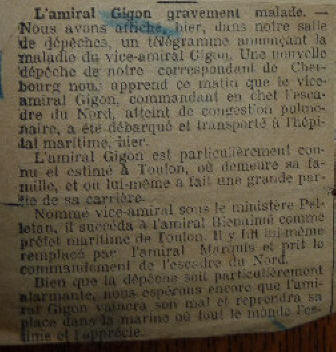 L'amiral Gigon gravement malade. —
Nous avons affiché, hier, dans notre salle
de dépêches, un télégramme annonçant la
maladie du vice-amiral Gigon. Une nouvelle
dépêche de notre correspondant de Cher-
bourg nous apprend ce matin que le vice-
amiral Gigon, commandant en chef l'esca-
dre du Nord, atteint de congestion pulmo-
naire, a été débarqué et transporté à l'hôpi-
tal maritime, hier.
L'amiral Gigon est particulièrement con-
nu et estimé à Toulon, où demeure sa fa-
mille, et où lui-même a fait une grande par-
tie de sa carrière.
Nommé vice-amiral sous le ministère Pel-
letan, il succéda à l'amiral Bienaimé comme
préfet maritime de Toulon. Il y fut lui-même
remplacé par l'amiral Marquis et prit le
commandement de l'escadre du Nord.
Bien que la dépêche soit particulièrement
alarmante, nous espérons encore que l'ami-
ral Gigon vaincra son mal et reprendra sa
place dans la marine où tout le monde l'es-
time et l'apprécie.